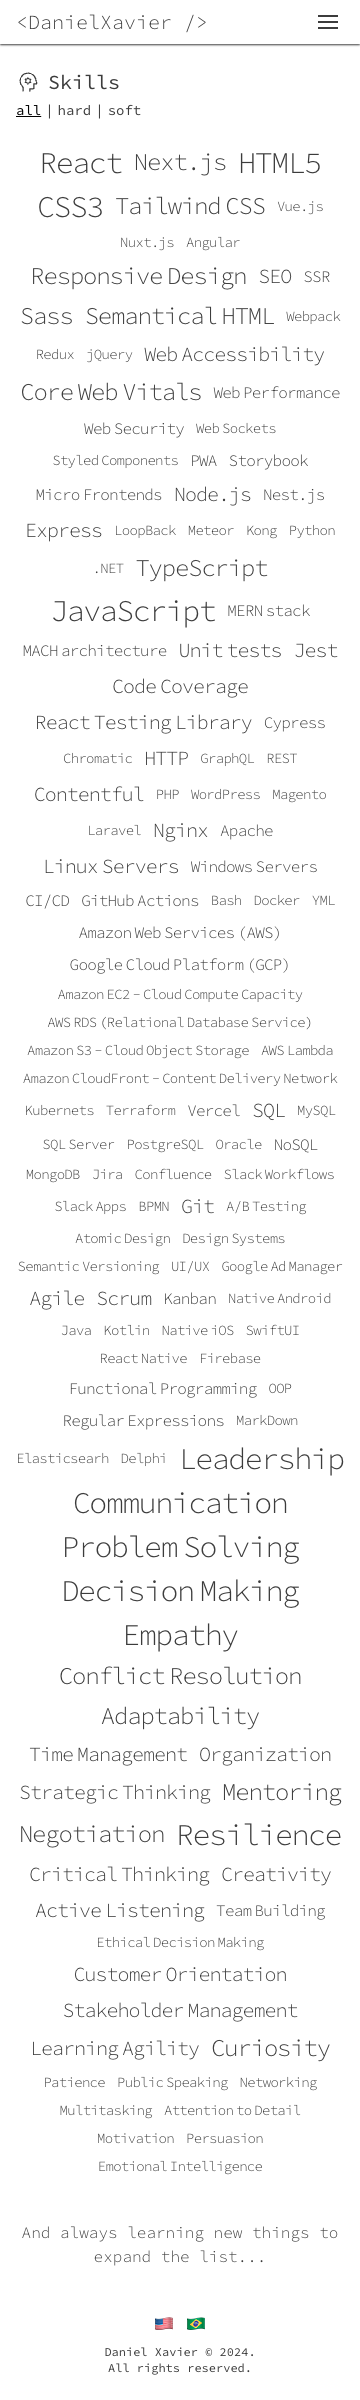 <DanielXavier />
Skills
all | hard | soft
React Next.js HTML5
CSS3 Tailwind CSS Vue.js
Nuxt.js Angular
Responsive Design SEO SSR
Sass Semantical HTML Webpack
Redux jQuery Web Accessibility
Core Web Vitals Web Performance
Web Security Web Sockets
Styled Components PWA Storybook
Micro Frontends Node.js Nest.js
Express LoopBack Meteor Kong Python
.NET TypeScript
JavaScript MERN stack
MACH architecture Unit tests Jest
Code Coverage
React Testing Library Cypress
Chromatic HTTP GraphQL REST
Contentful PHP WordPress Magento
Laravel Nginx Apache
Linux Servers Windows Servers
CI/CD GitHub Actions Bash Docker YML
Amazon Web Services (AWS)
Google Cloud Platform (GCP)
Amazon EC2 - Cloud Compute Capacity
AWS RDS (Relational Database Service)
Amazon S3 - Cloud Object Storage AWS Lambda
Amazon CloudFront - Content Delivery Network
Kubernets Terraform Vercel SQL MySQL
SQL Server PostgreSQL Oracle NoSQL
MongoDB Jira Confluence Slack Workflows
Slack Apps BPMN Git A/B Testing
Atomic Design Design Systems
Semantic Versioning UI/UX Google Ad Manager
Agile Scrum Kanban Native Android
Java Kotlin Native iOS SwiftUI
React Native Firebase
Functional Programming OOP
Regular Expressions MarkDown
Elasticsearh Delphi Leadership
Communication
Problem Solving
Decision Making
Empathy
Conflict Resolution
Adaptability
Time Management Organization
Strategic Thinking Mentoring
Negotiation Resilience
Critical Thinking Creativity
Active Listening Team Building
Ethical Decision Making
Customer Orientation
Stakeholder Management
Learning Agility Curiosity
Patience Public Speaking Networking
Multitasking Attention to Detail
Motivation Persuasion
Emotional Intelligence
And always learning new things to
expand the list...
Daniel Xavier © 2024.
All rights reserved.